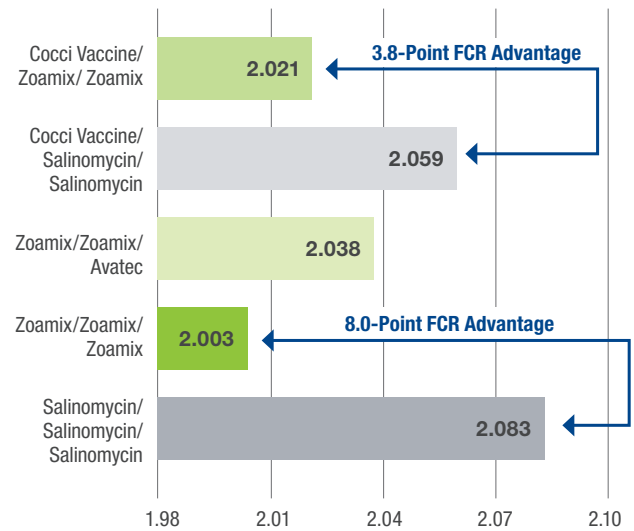 Cocci Vaccine/
Zoamix/ Zoamix
2.021
3.8-Point FCR Advantage
Cocci Vaccine/
Salinomycin/
Salinomycin
2.059
Zoamix/Zoamix/
Avatec
2.038
Zoamix/Zoamix/
Zoamix
2.003
8.0-Point FCR Advantage
Salinomycin/
Salinomycin/
Salinomycin
2.083
1.98 2.01 2.04 2.07 2.10